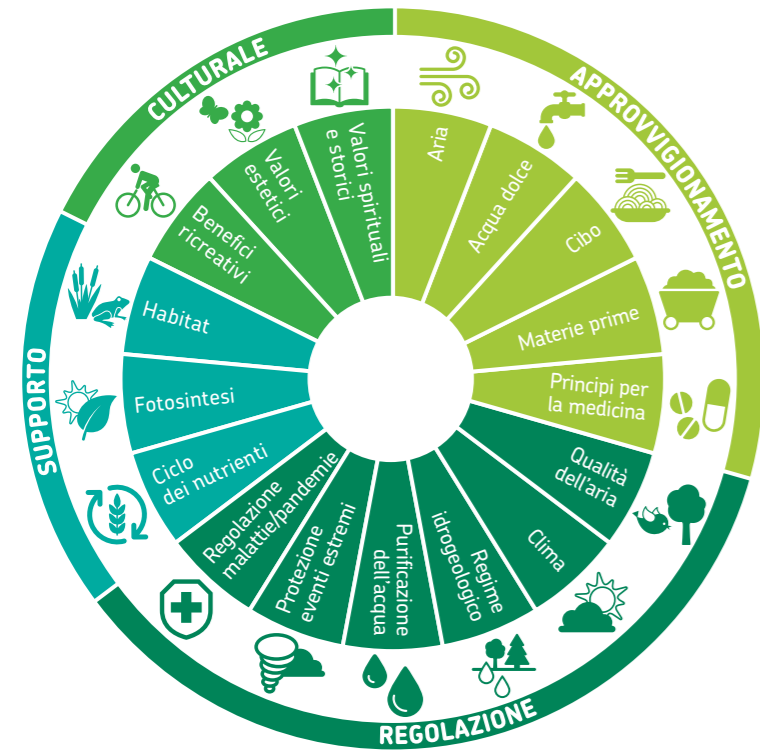 CULTURALE
APPROVVIGIONAMENTO
REGOLAZIONE
SUPPORTO
Aria
Acqua dolce
Cibo
Materie prime
Principi per
la medicina
Qualità
dell'aria
Clima
Regime
idrogeologico
Purificazione
dell'acqua
Protezione
eventi estremi
Regolazione
malattie/pandemie
Ciclo
dei nutrienti
Fotosintesi
Habitat
Benefici
ricreativi
Valori
estetici
Valori spirituali
e storici